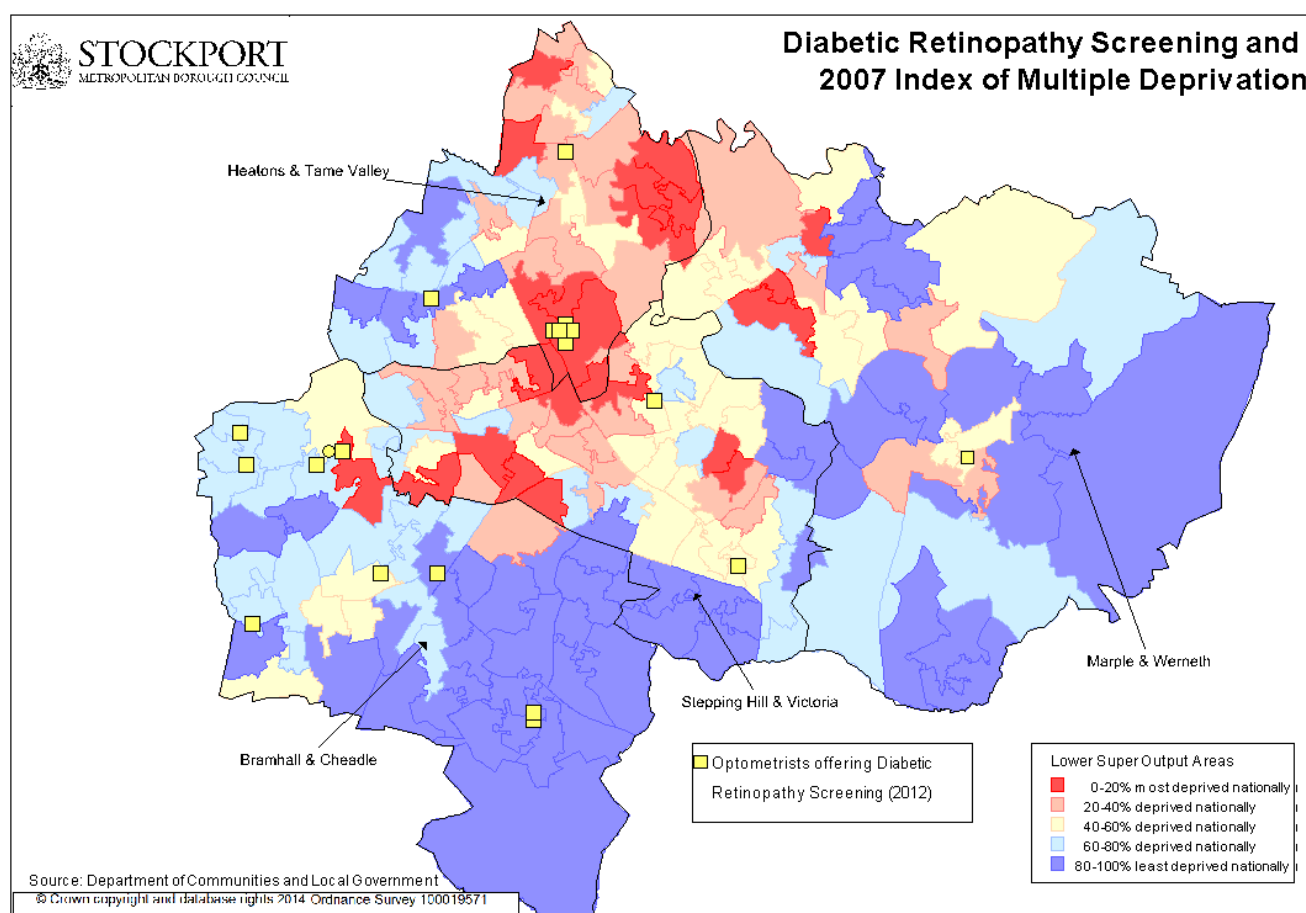 STOCKPORT
METROPOLITAN BOROUGH COUNCIL
Diabetic Retinopathy Screening and
2007 Index of Multiple Deprivation
Heatons & Tame Valley
Marple & Werneth
Stepping Hill & Victoria
Bramhall & Cheadle
Optometrists offering Diabetic
Retinopathy Screening (2012)
Lower Super Output Areas
0-20% most deprived nationally
20-40% deprived nationally
40-60% deprived nationally
60-80% deprived nationally
80-100% least deprived nationally
Source: Department of Communities and Local Government
© Crown copyright and database rights 2014 Ordnance Survey 100019571